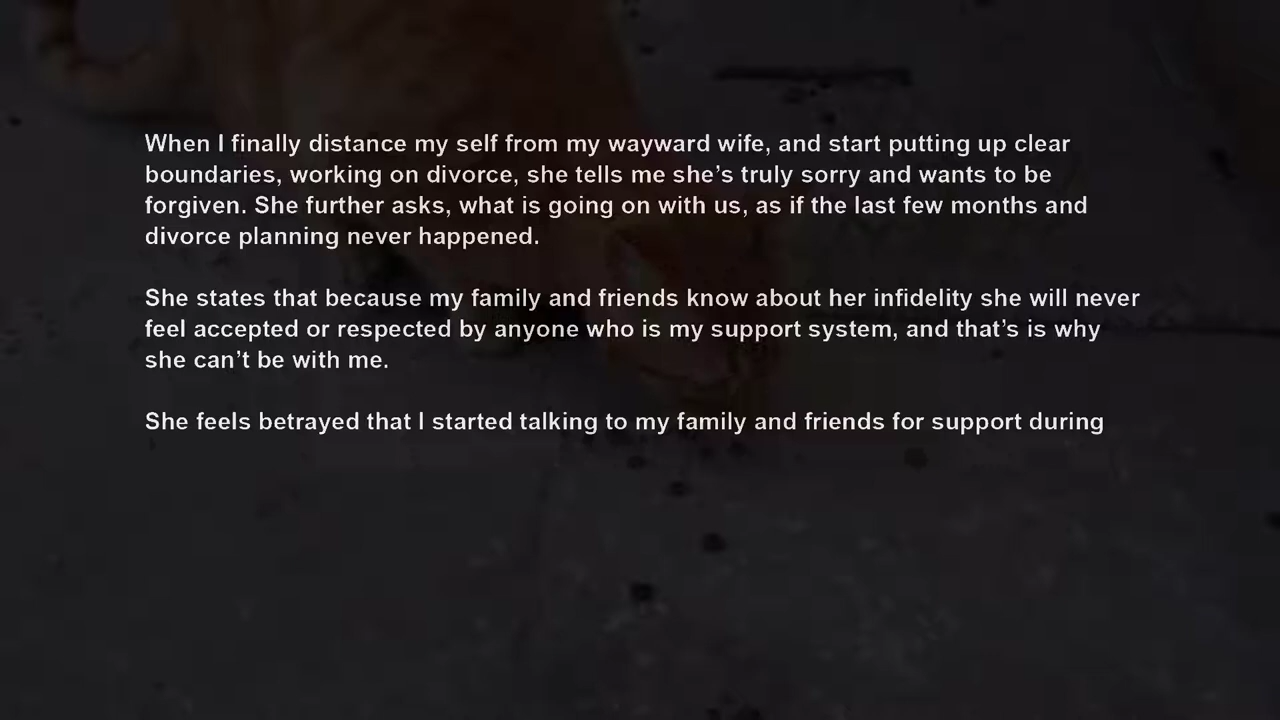 When I finally distance my self from my wayward wife, and start putting up clear
boundaries, working on divorce, she tells me she’s truly sorry and wants to be
forgiven. She further asks, what is going on with us, as if the last few months and
divorce planning never happened.
She states that because my family and friends know about her infidelity she will never
feel accepted or respected by anyone who is my support system, and that’s is why
she can’t be with me.
She feels betrayed that I started talking to my family and friends for support during